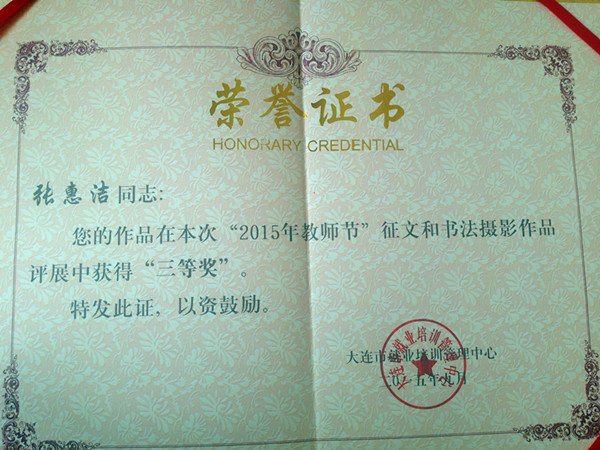 荣誉证书
HONORARY CREDENTIAL
张惠洁同志:
您的作品在本次“2015年教师节”征文和书法摄影作品
评展中获得“三等奖”。
特发此证,以资鼓励。
大连市就业培训管理中心
二〇一五年九月